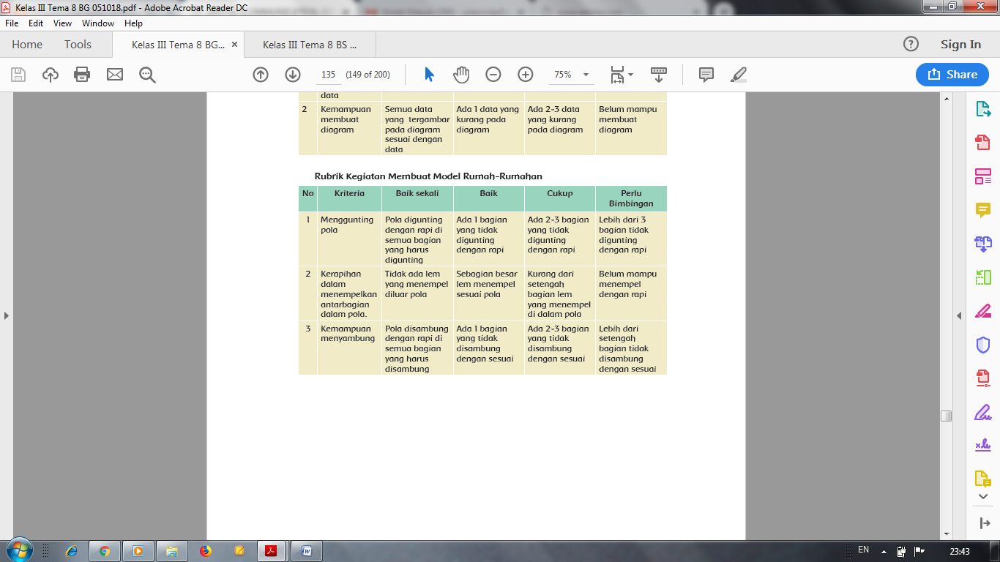 Kelas III Tema 8 BG 051018.pdf - Adobe Acrobat Reader DC
File Edit View Window Help
Home Tools Kelas III Tema 8 BG... × Kelas III Tema 8 BS ... Sign In
135 (149 of 200) 75% Share
data
2 Kemampuan membuat diagram
Semua data yang tergambar pada diagram sesuai dengan data
Ada 1 data yang kurang pada diagram
Ada 2-3 data yang kurang pada diagram
Belum mampu membuat diagram
Rubrik Kegiatan Membuat Model Rumah-Rumahan
No Kriteria Baik sekali Baik Cukup Perlu Bimbingan
1 Menggunting pola
Pola digunting dengan rapi di semua bagian yang harus digunting
Ada 1 bagian yang tidak digunting dengan rapi
Ada 2-3 bagian yang tidak digunting dengan rapi
Lebih dari 3 bagian tidak digunting dengan rapi
2 Kerapihan dalam menempelkan antarbagian dalam pola.
Tidak ada lem yang menempel diluar pola
Sebagian besar lem menempel sesuai pola
Kurang dari setengah bagian lem yang menempel di dalam pola
Belum mampu menempel dengan rapi
3 Kemampuan menyambung
Pola disambung dengan rapi di semua bagian yang harus disambung
Ada 1 bagian yang tidak disambung dengan sesuai
Ada 2-3 bagian yang tidak disambung dengan sesuai
Lebih dari setengah bagian tidak disambung dengan sesuai
EN 23:43